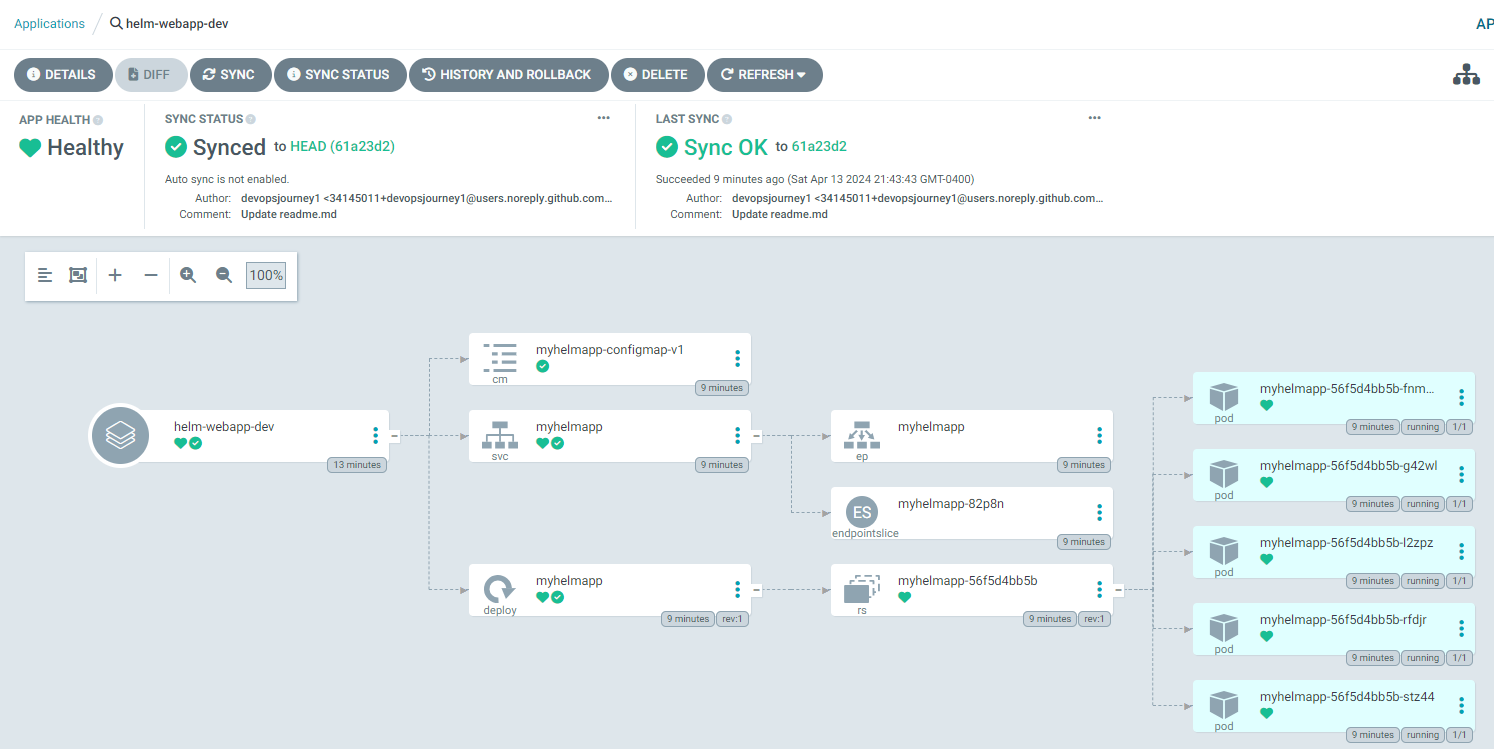 Applications / helm-webapp-dev
AP
DETAILS DIFF SYNC SYNC STATUS HISTORY AND ROLLBACK DELETE REFRESH
APP HEALTH
Healthy
SYNC STATUS
Synced to HEAD (61a23d2)
Auto sync is not enabled.
Author: devopsjourney1 <34145011+devopsjourney1@users.noreply.github.com...
Comment: Update readme.md
LAST SYNC
Sync OK to 61a23d2
Succeeded 9 minutes ago (Sat Apr 13 2024 21:43:43 GMT-0400)
Author: devopsjourney1 <34145011+devopsjourney1@users.noreply.github.com...
Comment: Update readme.md
100%
helm-webapp-dev
13 minutes
myhelmapp-configmap-v1
cm
9 minutes
myhelmapp
svc
9 minutes
myhelmapp
deploy
9 minutes rev:1
myhelmapp
ep
9 minutes
ES
myhelmapp-82p8n
endpointslice
9 minutes
myhelmapp-56f5d4bb5b
rs
9 minutes rev:1
myhelmapp-56f5d4bb5b-fnm...
pod
9 minutes running 1/1
myhelmapp-56f5d4bb5b-g42wl
pod
9 minutes running 1/1
myhelmapp-56f5d4bb5b-l2zpz
pod
9 minutes running 1/1
myhelmapp-56f5d4bb5b-rfdjr
pod
9 minutes running 1/1
myhelmapp-56f5d4bb5b-stz44
pod
9 minutes running 1/1